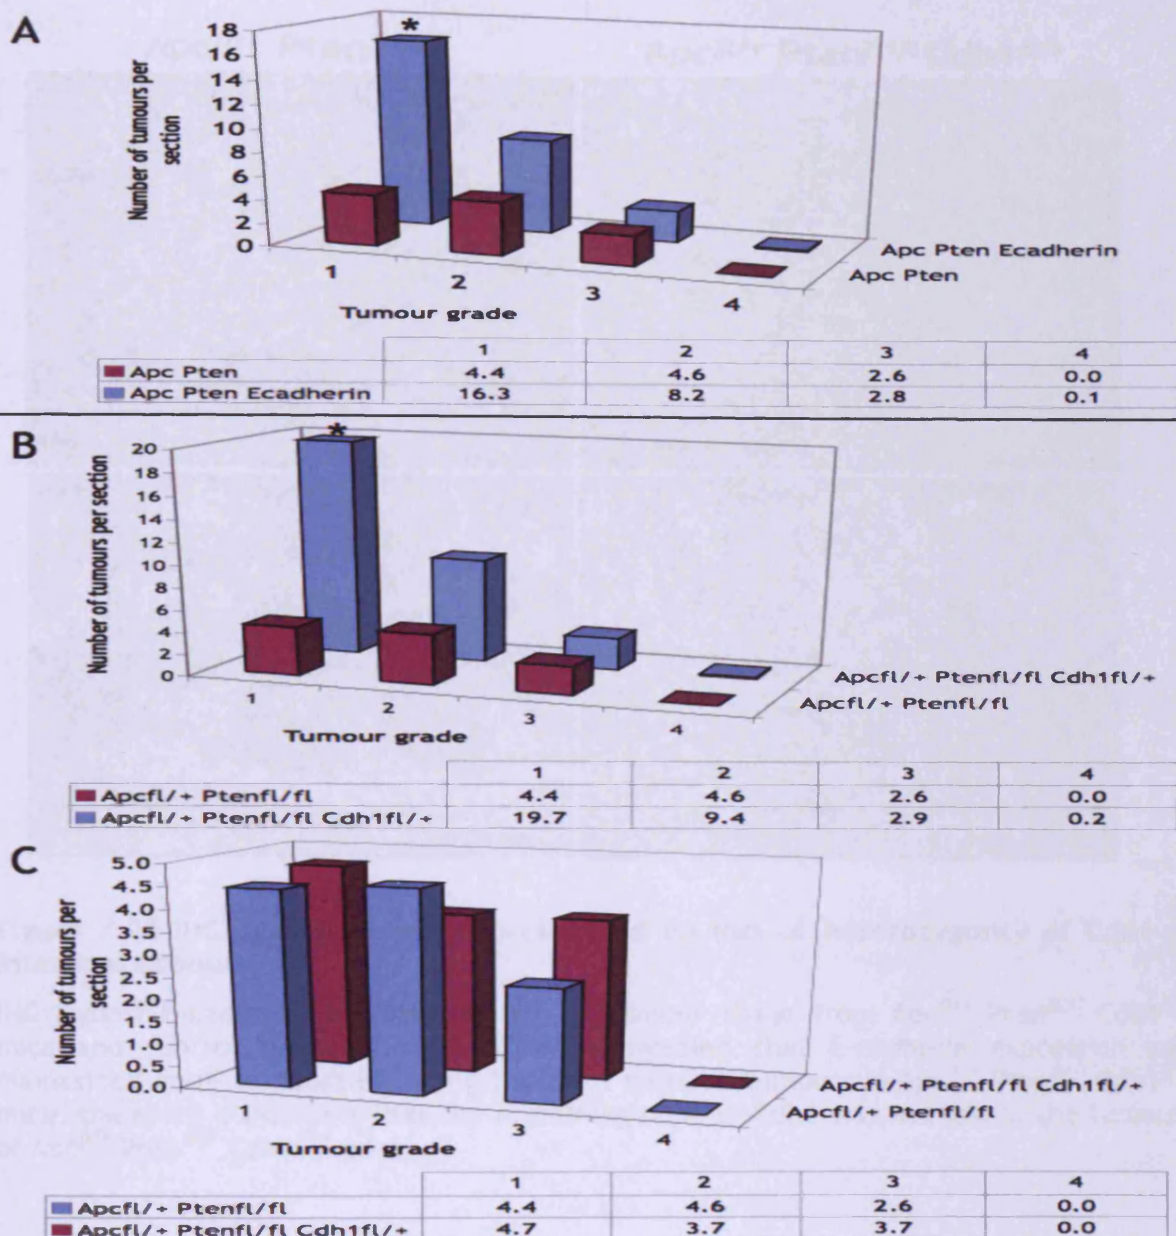 A
Number of tumours per section
18
16
14
12
10
8
6
4
2
0
*
1
2
3
4
Tumour grade
Apc Pten Ecadherin
Apc Pten
1 2 3 4
Apc Pten 4.4 4.6 2.6 0.0
Apc Pten Ecadherin 16.3 8.2 2.8 0.1
B
Number of tumours per section
20
18
16
14
12
10
8
6
4
2
0
*
1
2
3
4
Tumour grade
Apcfl/+ Ptenfl/fl Cdh1fl/+
Apcfl/+ Ptenfl/fl
1 2 3 4
Apcfl/+ Ptenfl/fl 4.4 4.6 2.6 0.0
Apcfl/+ Ptenfl/fl Cdh1fl/+ 19.7 9.4 2.9 0.2
C
Number of tumours per section
5.0
4.5
4.0
3.5
3.0
2.5
2.0
1.5
1.0
0.5
0.0
1
2
3
4
Tumour grade
Apcfl/+ Ptenfl/fl Cdh1fl/+
Apcfl/+ Ptenfl/fl
1 2 3 4
Apcfl/+ Ptenfl/fl 4.4 4.6 2.6 0.0
Apcfl/+ Ptenfl/fl Cdh1fl/+ 4.7 3.7 3.7 0.0